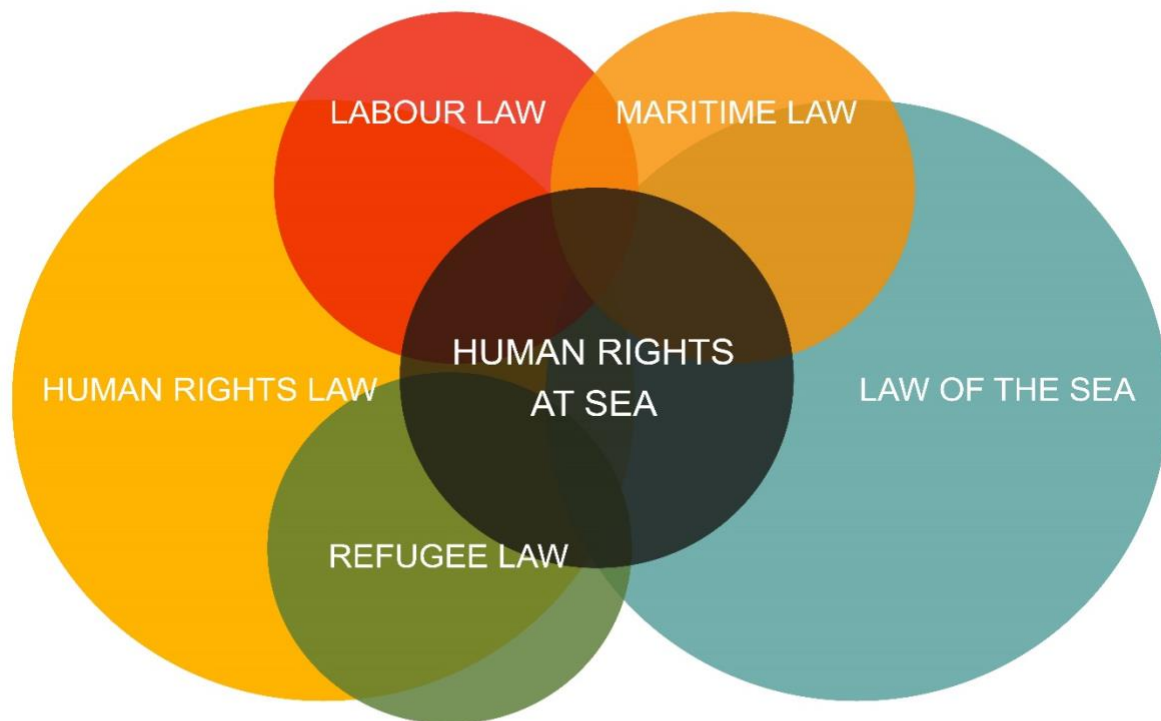 LABOUR LAW
MARITIME LAW
HUMAN RIGHTS LAW
HUMAN RIGHTS
AT SEA
LAW OF THE SEA
REFUGEE LAW